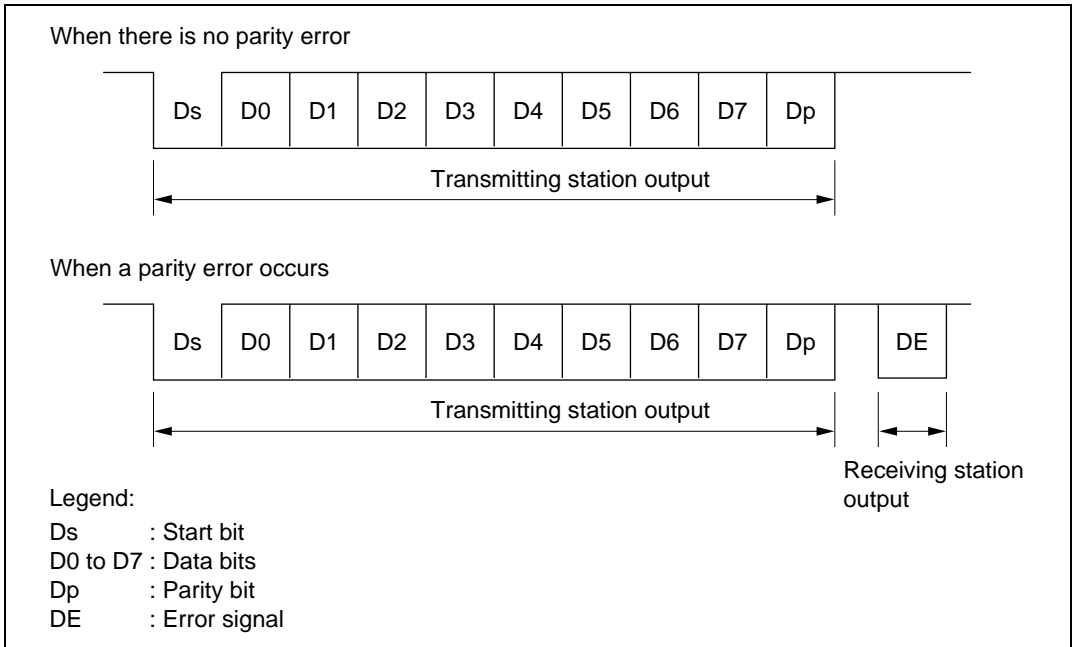 When there is no parity error
Ds D0 D1 D2 D3 D4 D5 D6 D7 Dp
Transmitting station output
When a parity error occurs
Ds D0 D1 D2 D3 D4 D5 D6 D7 Dp DE
Transmitting station output
Receiving station
output
Legend:
Ds : Start bit
D0 to D7 : Data bits
Dp : Parity bit
DE : Error signal